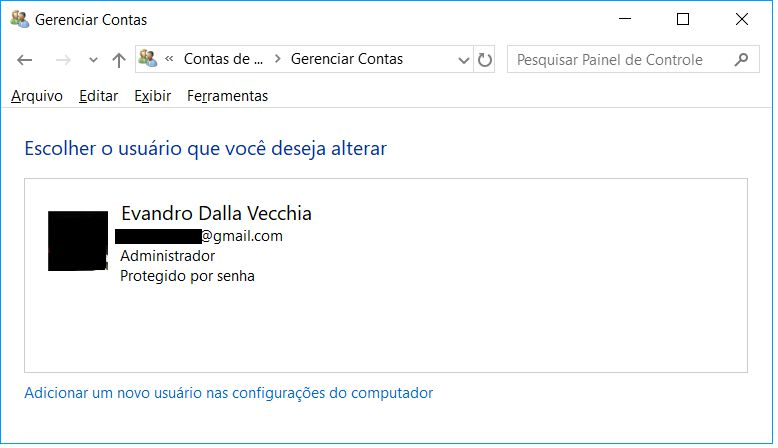 Gerenciar Contas
« Contas de ... > Gerenciar Contas
Pesquisar Painel de Controle
Arquivo Editar Exibir Ferramentas
Escolher o usuário que você deseja alterar
Evandro Dalla Vecchia
@gmail.com
Administrador
Protegido por senha
Adicionar um novo usuário nas configurações do computador